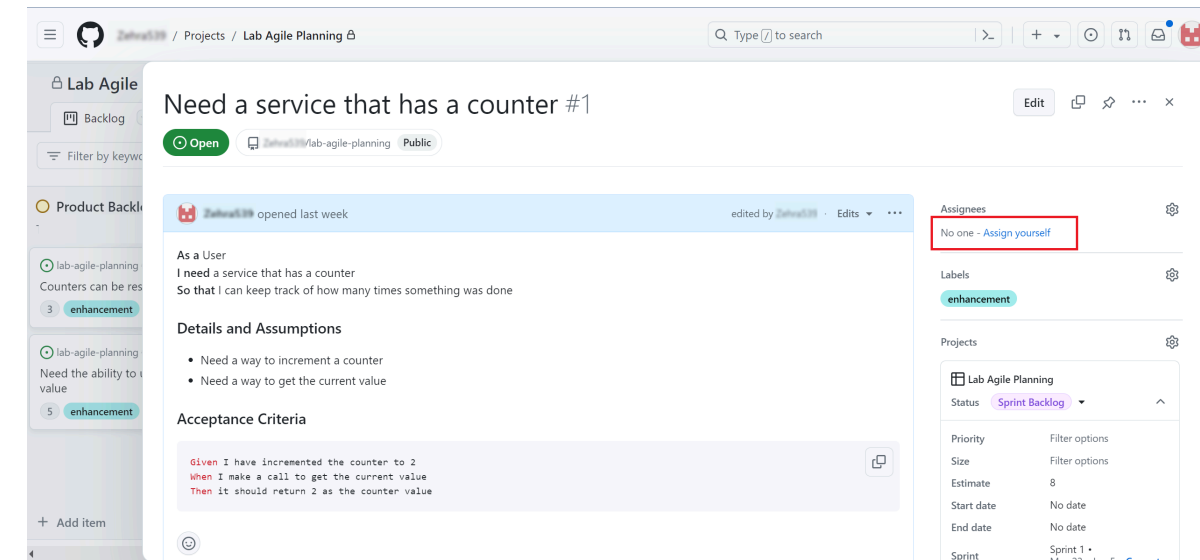 / Projects / Lab Agile Planning
Type / to search
Lab Agile
Backlog
Filter by keywo
Product Backl
-
lab-agile-planning
Counters can be res
3 enhancement
lab-agile-planning
Need the ability to
value
5 enhancement
+ Add item
Need a service that has a counter #1
Edit
Open
/lab-agile-planning Public
opened last week
edited by
· Edits
As a User
I need a service that has a counter
So that I can keep track of how many times something was done
Details and Assumptions
• Need a way to increment a counter
• Need a way to get the current value
Acceptance Criteria
Given I have incremented the counter to 2
When I make a call to get the current value
Then it should return 2 as the counter value
Assignees
No one - Assign yourself
Labels
enhancement
Projects
Lab Agile Planning
Status Sprint Backlog
Priority Filter options
Size Filter options
Estimate 8
Start date No date
End date No date
Sprint Sprint 1 •